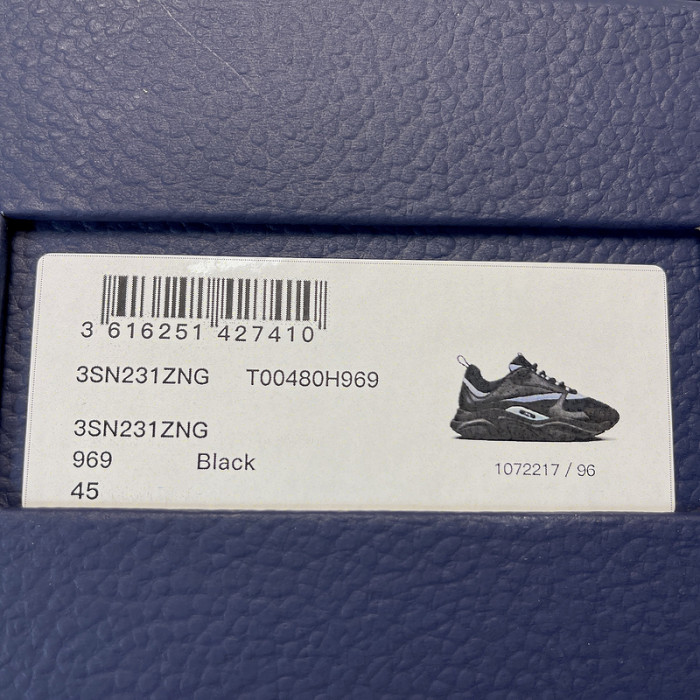 3 616251 427410
3SN231ZNG T00480H969
3SN231ZNG
969 Black
45
1072217 / 96